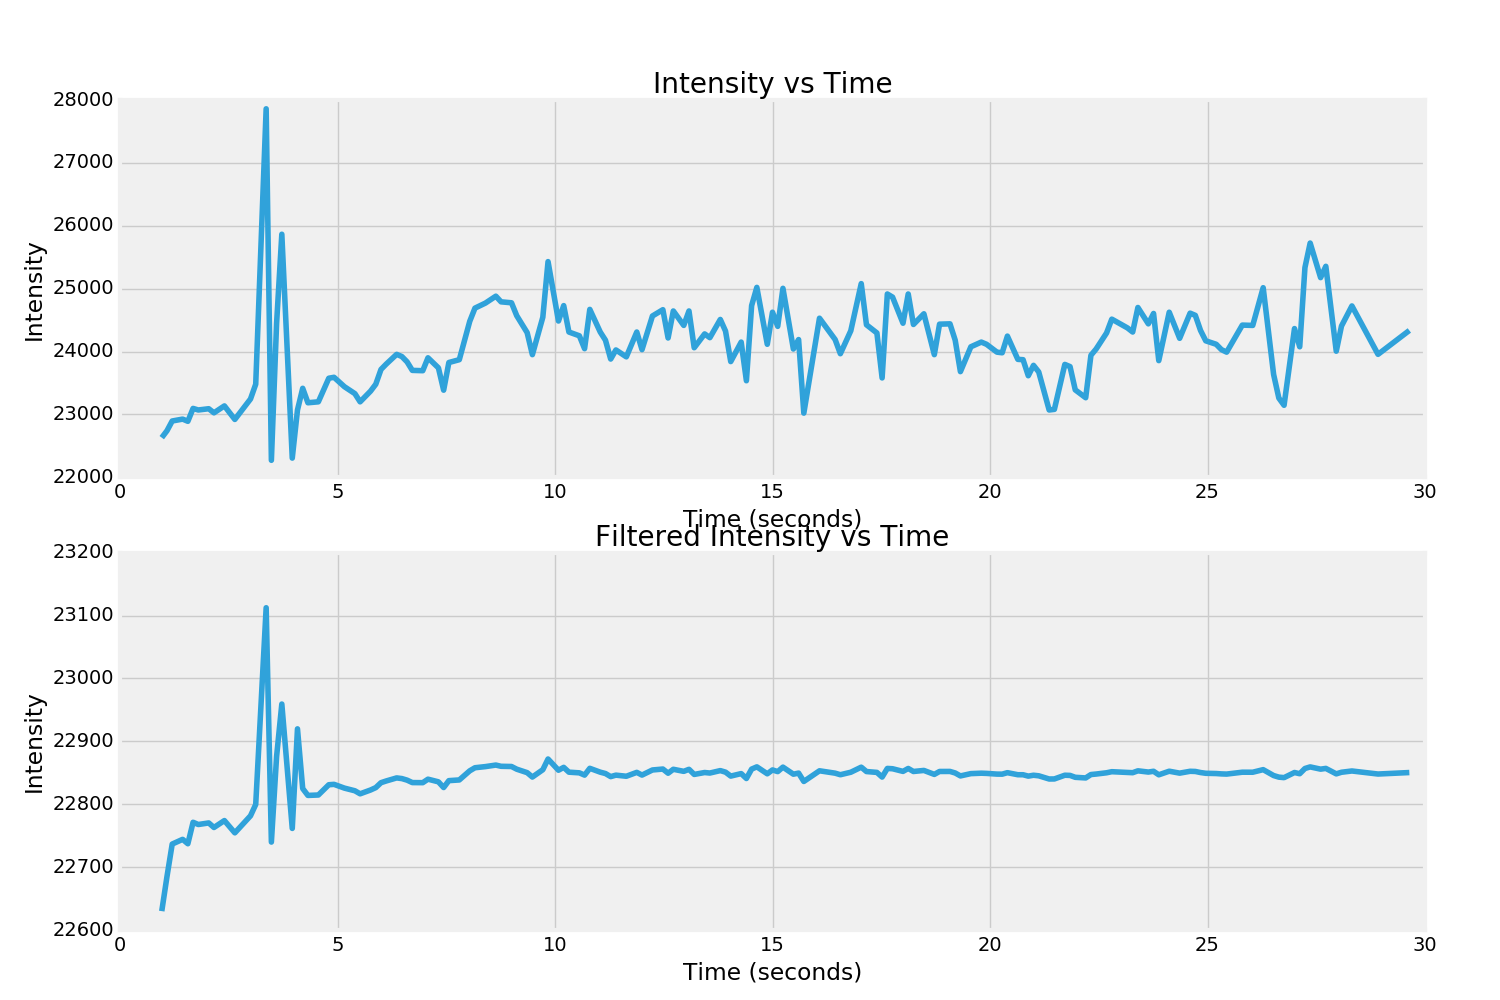 Intensity vs Time
28000
27000
26000
25000
24000
23000
22000
Intensity
0 5 10 15 20 25 30
Time (seconds)
Filtered Intensity vs Time
23200
23100
23000
22900
22800
22700
22600
Intensity
0 5 10 15 20 25 30
Time (seconds)